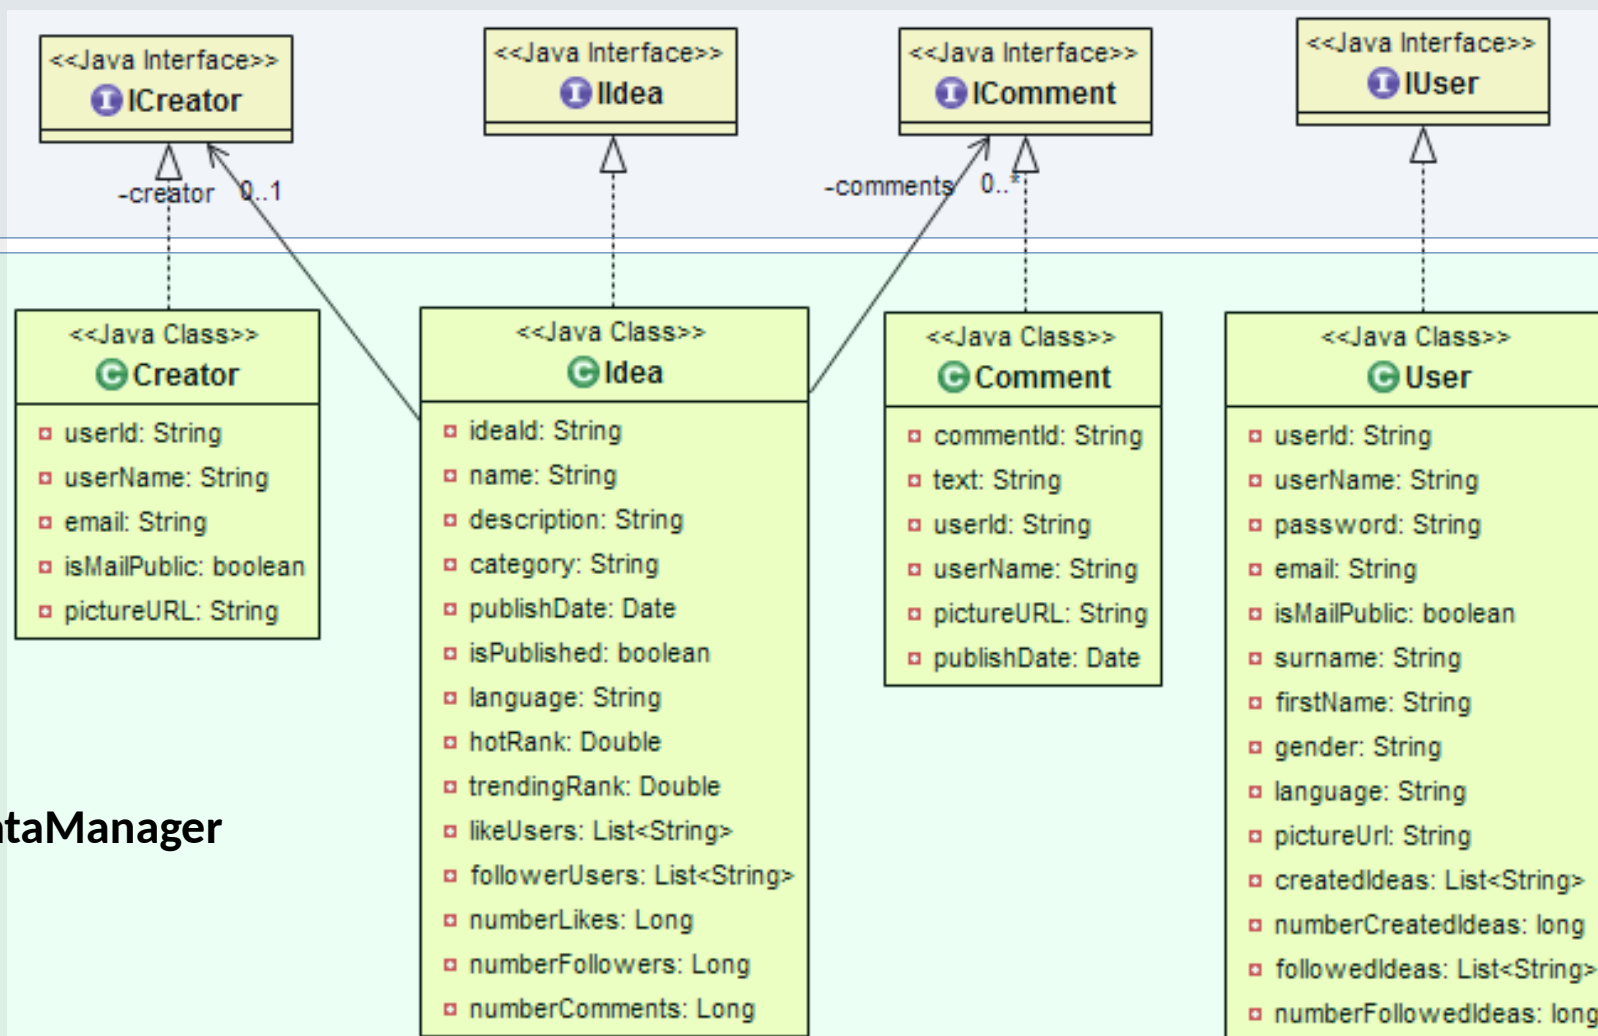 <<Java Interface>>
ICreator
<<Java Interface>>
IIdea
<<Java Interface>>
IComment
<<Java Interface>>
IUser
-creator 0..1
-comments 0..*
<<Java Class>>
Creator
userId: String
userName: String
email: String
isMailPublic: boolean
pictureURL: String
<<Java Class>>
Idea
ideaId: String
name: String
description: String
category: String
publishDate: Date
isPublished: boolean
language: String
hotRank: Double
trendingRank: Double
likeUsers: List<String>
followerUsers: List<String>
numberLikes: Long
numberFollowers: Long
numberComments: Long
<<Java Class>>
Comment
commentId: String
text: String
userId: String
userName: String
pictureURL: String
publishDate: Date
<<Java Class>>
User
userId: String
userName: String
password: String
email: String
isMailPublic: boolean
surname: String
firstName: String
gender: String
language: String
pictureUrl: String
createdIdeas: List<String>
numberCreatedIdeas: long
followedIdeas: List<String>
numberFollowedIdeas: long
taManager